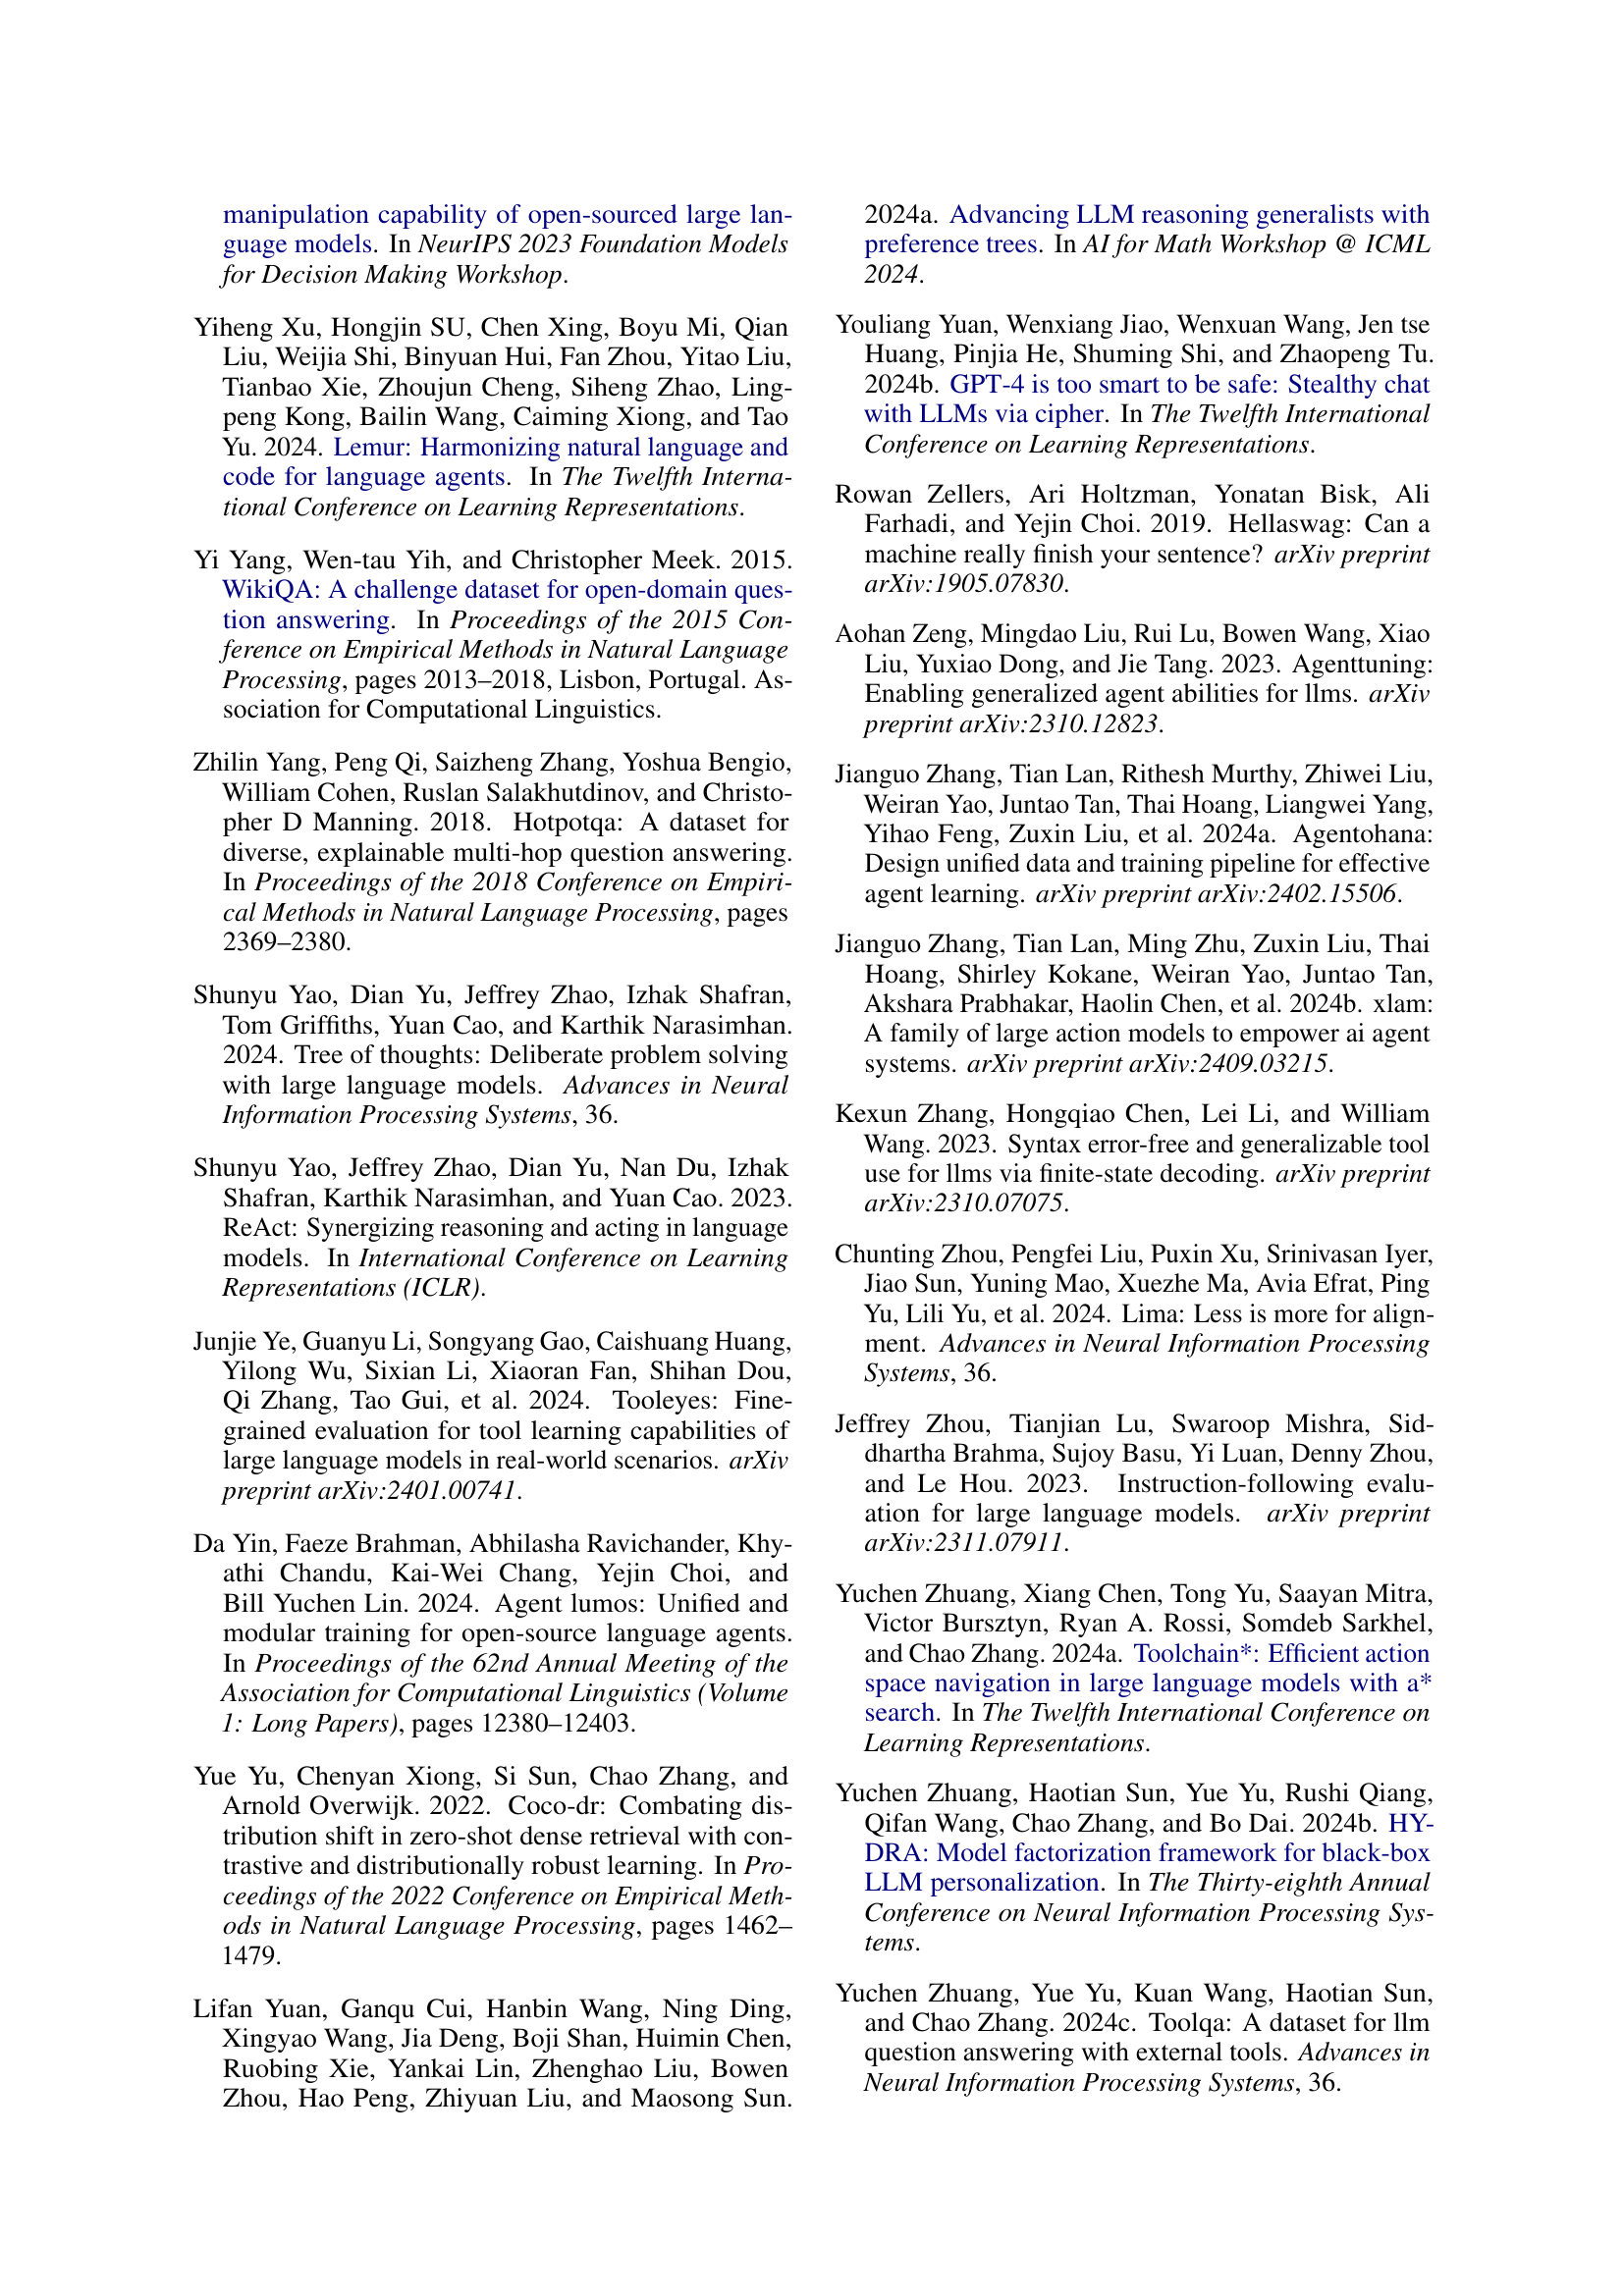 manipulation capability of open-sourced large lan-
guage models. In NeurIPS 2023 Foundation Models
for Decision Making Workshop.
Yiheng Xu, Hongjin SU, Chen Xing, Boyu Mi, Qian
Liu, Weijia Shi, Binyuan Hui, Fan Zhou, Yitao Liu,
Tianbao Xie, Zhoujun Cheng, Siheng Zhao, Ling-
peng Kong, Bailin Wang, Caiming Xiong, and Tao
Yu. 2024. Lemur: Harmonizing natural language and
code for language agents. In The Twelfth Interna-
tional Conference on Learning Representations.
Yi Yang, Wen-tau Yih, and Christopher Meek. 2015.
WikiQA: A challenge dataset for open-domain ques-
tion answering. In Proceedings of the 2015 Con-
ference on Empirical Methods in Natural Language
Processing, pages 2013–2018, Lisbon, Portugal. As-
sociation for Computational Linguistics.
Zhilin Yang, Peng Qi, Saizheng Zhang, Yoshua Bengio,
William Cohen, Ruslan Salakhutdinov, and Christo-
pher D Manning. 2018. Hotpotqa: A dataset for
diverse, explainable multi-hop question answering.
In Proceedings of the 2018 Conference on Empiri-
cal Methods in Natural Language Processing, pages
2369–2380.
Shunyu Yao, Dian Yu, Jeffrey Zhao, Izhak Shafran,
Tom Griffiths, Yuan Cao, and Karthik Narasimhan.
2024. Tree of thoughts: Deliberate problem solving
with large language models. Advances in Neural
Information Processing Systems, 36.
Shunyu Yao, Jeffrey Zhao, Dian Yu, Nan Du, Izhak
Shafran, Karthik Narasimhan, and Yuan Cao. 2023.
ReAct: Synergizing reasoning and acting in language
models. In International Conference on Learning
Representations (ICLR).
Junjie Ye, Guanyu Li, Songyang Gao, Caishuang Huang,
Yilong Wu, Sixian Li, Xiaoran Fan, Shihan Dou,
Qi Zhang, Tao Gui, et al. 2024. Tooleyes: Fine-
grained evaluation for tool learning capabilities of
large language models in real-world scenarios. arXiv
preprint arXiv:2401.00741.
Da Yin, Faeze Brahman, Abhilasha Ravichander, Khy-
athi Chandu, Kai-Wei Chang, Yejin Choi, and
Bill Yuchen Lin. 2024. Agent lumos: Unified and
modular training for open-source language agents.
In Proceedings of the 62nd Annual Meeting of the
Association for Computational Linguistics (Volume
1: Long Papers), pages 12380–12403.
Yue Yu, Chenyan Xiong, Si Sun, Chao Zhang, and
Arnold Overwijk. 2022. Coco-dr: Combating dis-
tribution shift in zero-shot dense retrieval with con-
trastive and distributionally robust learning. In Pro-
ceedings of the 2022 Conference on Empirical Meth-
ods in Natural Language Processing, pages 1462–
1479.
Lifan Yuan, Ganqu Cui, Hanbin Wang, Ning Ding,
Xingyao Wang, Jia Deng, Boji Shan, Huimin Chen,
Ruobing Xie, Yankai Lin, Zhenghao Liu, Bowen
Zhou, Hao Peng, Zhiyuan Liu, and Maosong Sun.
2024a. Advancing LLM reasoning generalists with
preference trees. In AI for Math Workshop @ ICML
2024.
Youliang Yuan, Wenxiang Jiao, Wenxuan Wang, Jen tse
Huang, Pinjia He, Shuming Shi, and Zhaopeng Tu.
2024b. GPT-4 is too smart to be safe: Stealthy chat
with LLMs via cipher. In The Twelfth International
Conference on Learning Representations.
Rowan Zellers, Ari Holtzman, Yonatan Bisk, Ali
Farhadi, and Yejin Choi. 2019. Hellaswag: Can a
machine really finish your sentence? arXiv preprint
arXiv:1905.07830.
Aohan Zeng, Mingdao Liu, Rui Lu, Bowen Wang, Xiao
Liu, Yuxiao Dong, and Jie Tang. 2023. Agenttuning:
Enabling generalized agent abilities for llms. arXiv
preprint arXiv:2310.12823.
Jianguo Zhang, Tian Lan, Rithesh Murthy, Zhiwei Liu,
Weiran Yao, Juntao Tan, Thai Hoang, Liangwei Yang,
Yihao Feng, Zuxin Liu, et al. 2024a. Agentohana:
Design unified data and training pipeline for effective
agent learning. arXiv preprint arXiv:2402.15506.
Jianguo Zhang, Tian Lan, Ming Zhu, Zuxin Liu, Thai
Hoang, Shirley Kokane, Weiran Yao, Juntao Tan,
Akshara Prabhakar, Haolin Chen, et al. 2024b. xlam:
A family of large action models to empower ai agent
systems. arXiv preprint arXiv:2409.03215.
Kexun Zhang, Hongqiao Chen, Lei Li, and William
Wang. 2023. Syntax error-free and generalizable tool
use for llms via finite-state decoding. arXiv preprint
arXiv:2310.07075.
Chunting Zhou, Pengfei Liu, Puxin Xu, Srinivasan Iyer,
Jiao Sun, Yuning Mao, Xuezhe Ma, Avia Efrat, Ping
Yu, Lili Yu, et al. 2024. Lima: Less is more for align-
ment. Advances in Neural Information Processing
Systems, 36.
Jeffrey Zhou, Tianjian Lu, Swaroop Mishra, Sid-
dhartha Brahma, Sujoy Basu, Yi Luan, Denny Zhou,
and Le Hou. 2023. Instruction-following evalu-
ation for large language models. arXiv preprint
arXiv:2311.07911.
Yuchen Zhuang, Xiang Chen, Tong Yu, Saayan Mitra,
Victor Bursztyn, Ryan A. Rossi, Somdeb Sarkhel,
and Chao Zhang. 2024a. Toolchain*: Efficient action
space navigation in large language models with a*
search. In The Twelfth International Conference on
Learning Representations.
Yuchen Zhuang, Haotian Sun, Yue Yu, Rushi Qiang,
Qifan Wang, Chao Zhang, and Bo Dai. 2024b. HY-
DRA: Model factorization framework for black-box
LLM personalization. In The Thirty-eighth Annual
Conference on Neural Information Processing Sys-
tems.
Yuchen Zhuang, Yue Yu, Kuan Wang, Haotian Sun,
and Chao Zhang. 2024c. Toolqa: A dataset for llm
question answering with external tools. Advances in
Neural Information Processing Systems, 36.